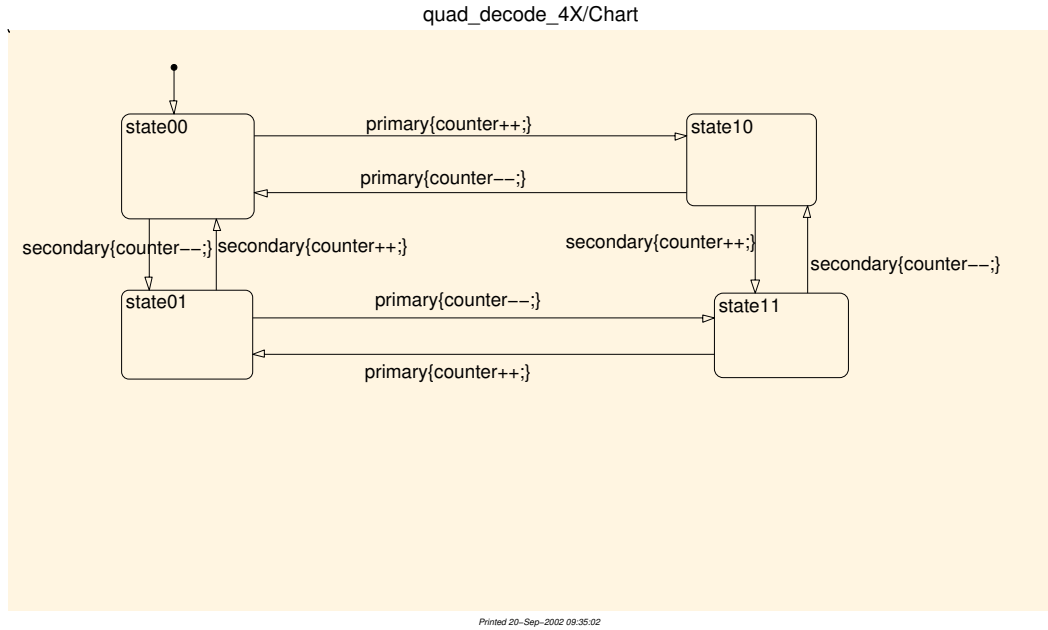 quad_decode_4X/Chart
state00
primary{counter++;}
state10
primary{counter−−;}
secondary{counter−−;}
secondary{counter++;}
secondary{counter++;}
secondary{counter−−;}
state01
primary{counter−−;}
state11
primary{counter++;}
Printed 20−Sep−2002 09:35:02